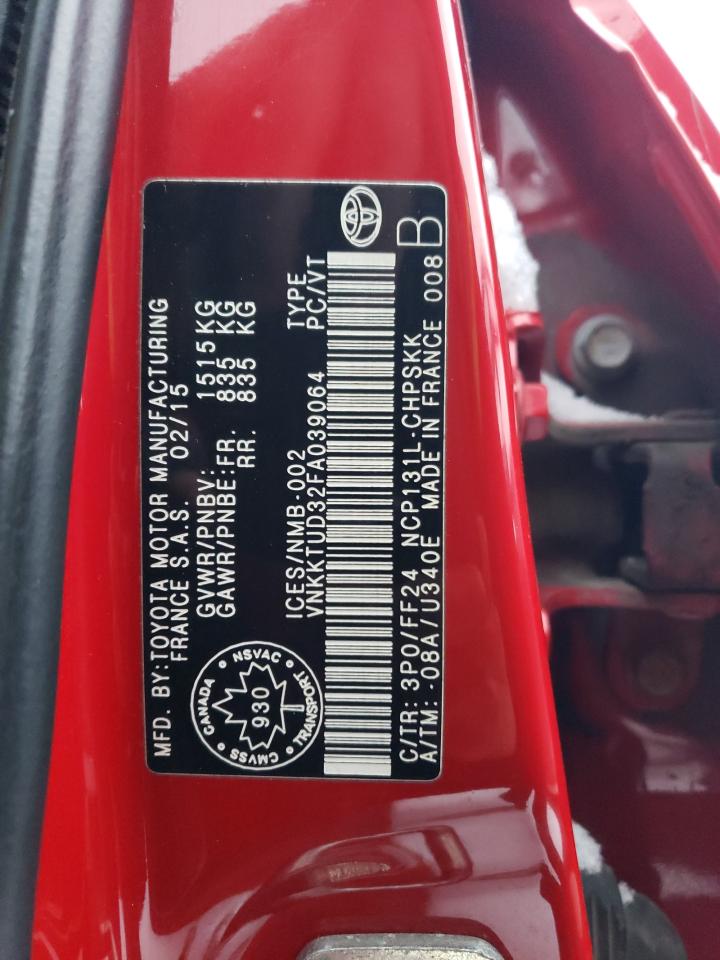 MFD. BY:TOYOTA MOTOR MANUFACTURING
FRANCE S.A.S. 02/15
GVWR/PNBV: 1515KG
GAWR/PNBE:FR. 835 KG
RR. 835 KG
CANADA • NSVAC • TRANSPORT • CMVSS •
930
ICES/NMB-002 TYPE
VNKKTUD32FA039064 PC/VT
C/TR: 3P0/FF24 NCP131L-CHPSKK
A/TM: -08A/U340E MADE IN FRANCE 008
B